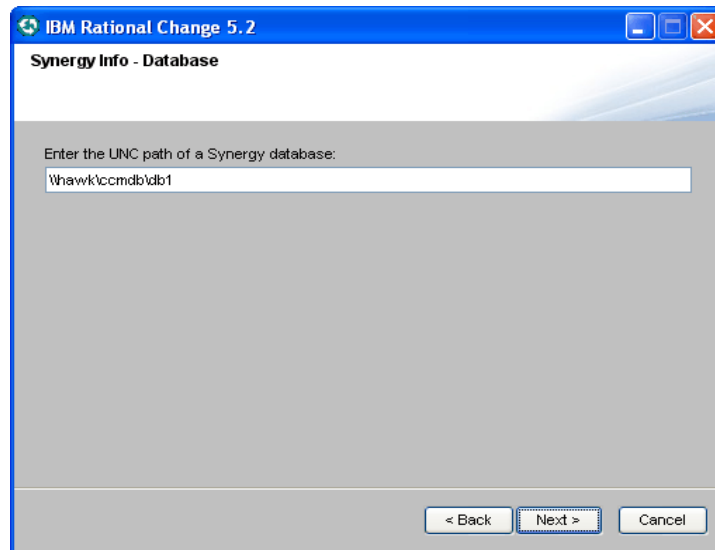 IBM Rational Change 5.2
Synergy Info - Database
Enter the UNC path of a Synergy database:
\\hawk\ccmdb\db1
< Back
Next >
Cancel